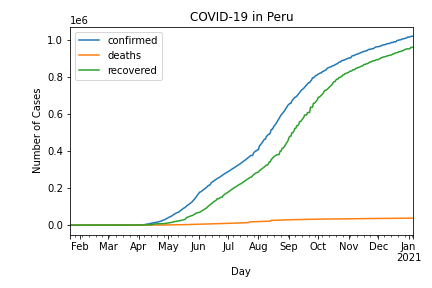 COVID-19 in Peru
1e6
confirmed
deaths
recovered
Number of Cases
1.0
0.8
0.6
0.4
0.2
0.0
Feb Mar Apr May Jun Jul Aug Sep Oct Nov Dec Jan
2021
Day